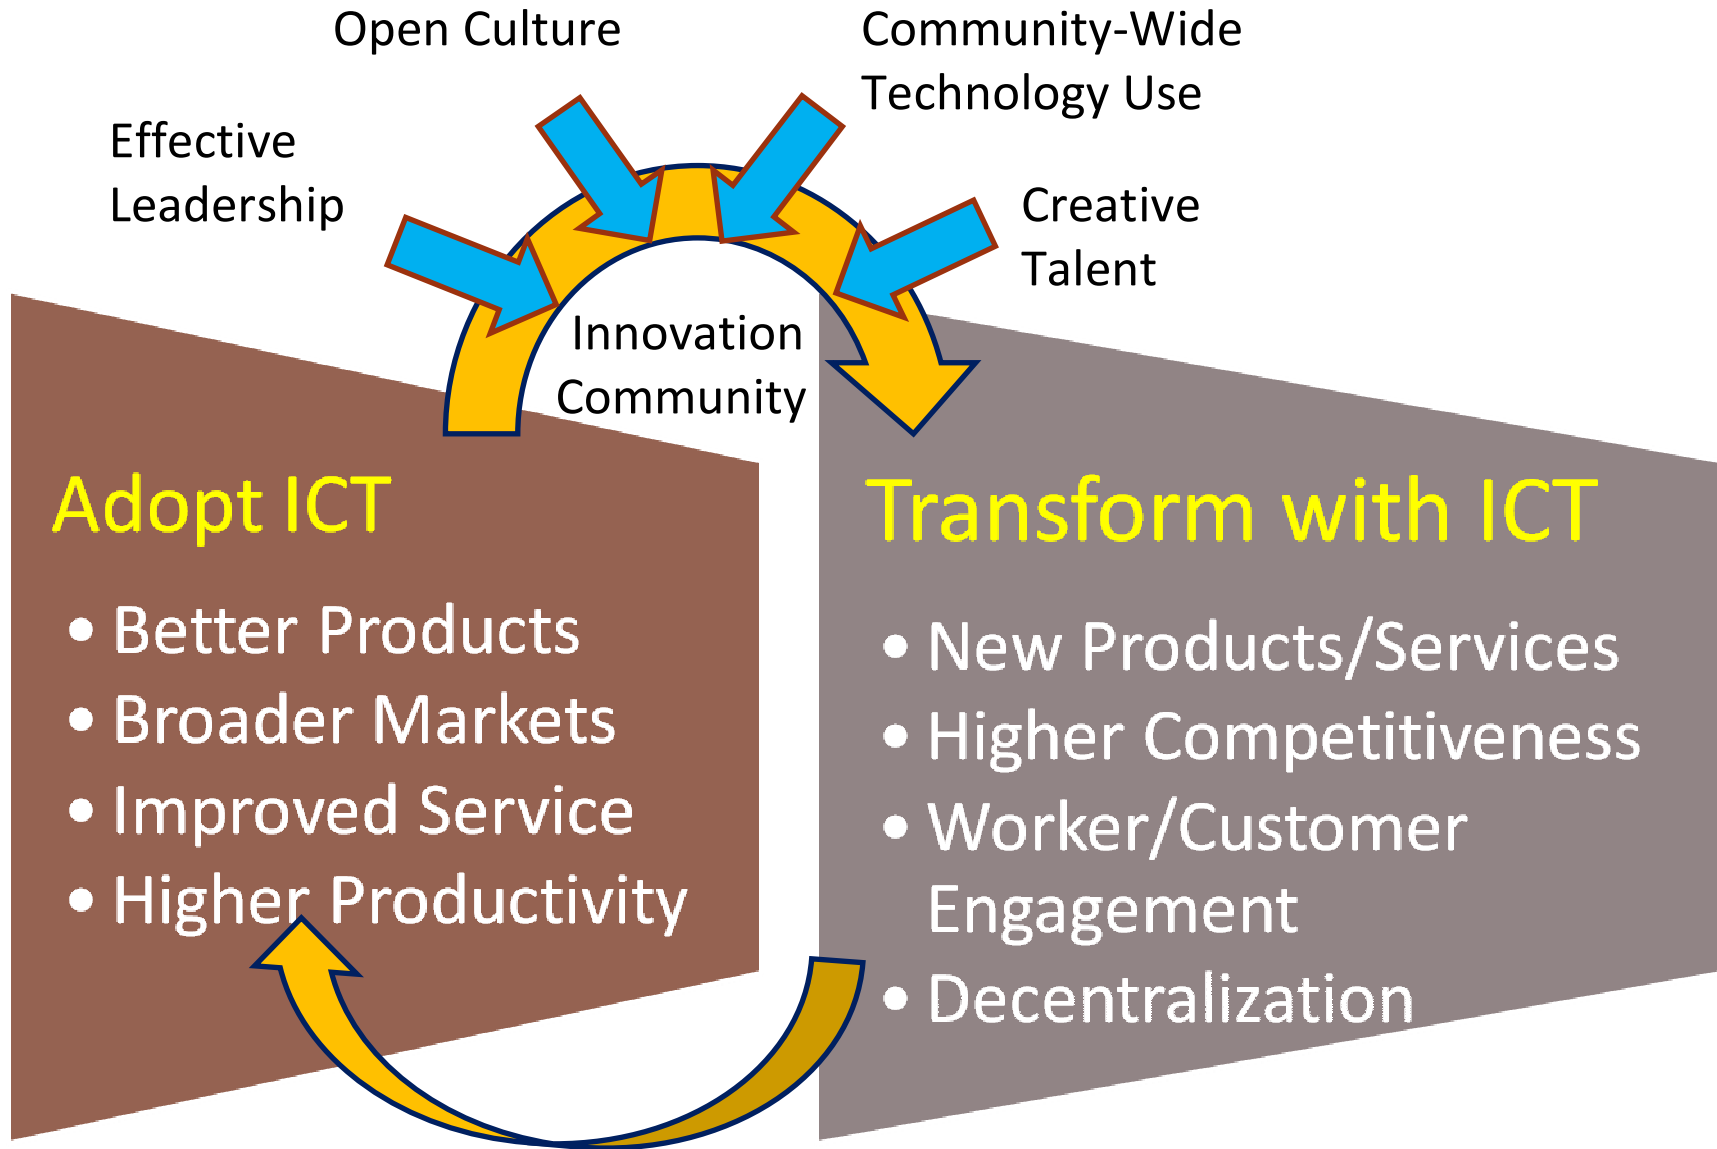 Open Culture
Community-Wide
Technology Use
Effective
Leadership
Creative
Talent
Innovation
Community
Adopt ICT
• Better Products
• Broader Markets
• Improved Service
• Higher Productivity
Transform with ICT
• New Products/Services
• Higher Competitiveness
• Worker/Customer
Engagement
• Decentralization